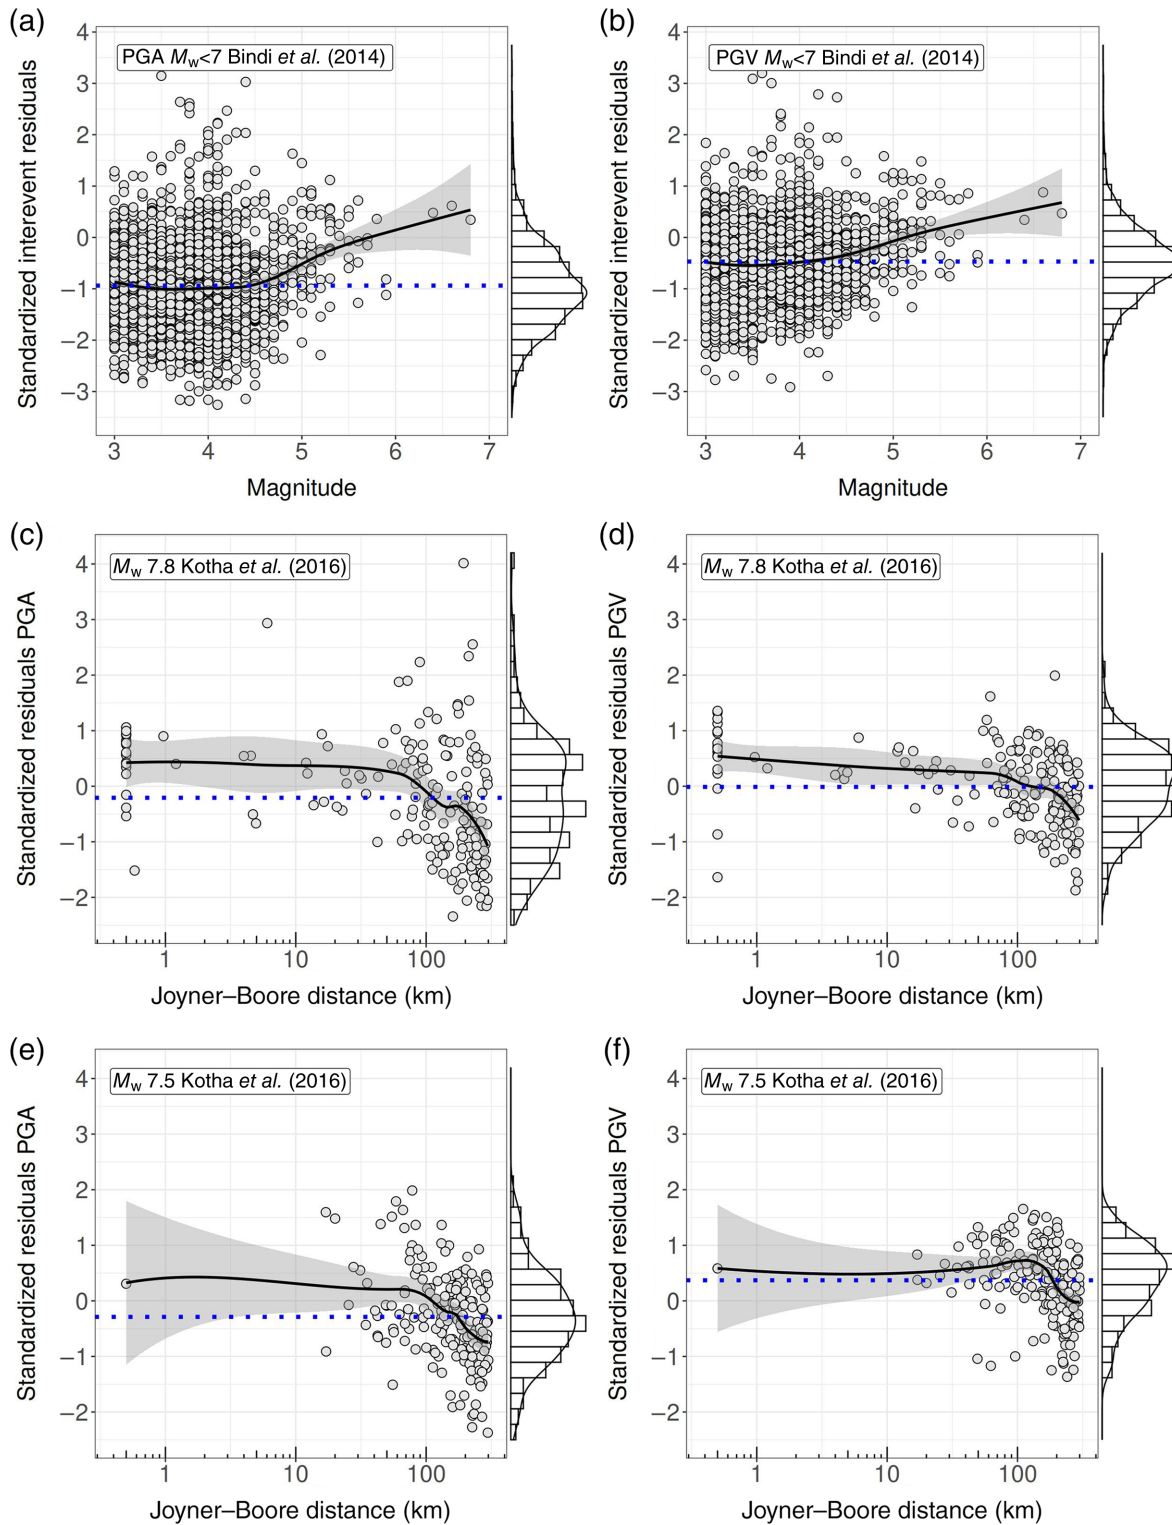 (a)
PGA Mw<7 Bindi et al. (2014)
Standardized interevent residuals
4
3
2
1
0
−1
−2
−3
3 4 5 6 7
Magnitude
(b)
PGV Mw<7 Bindi et al. (2014)
Standardized interevent residuals
4
3
2
1
0
−1
−2
−3
3 4 5 6 7
Magnitude
(c)
Mw 7.8 Kotha et al. (2016)
Standardized residuals PGA
4
3
2
1
0
−1
−2
1 10 100
Joyner–Boore distance (km)
(d)
Mw 7.8 Kotha et al. (2016)
Standardized residuals PGV
4
3
2
1
0
−1
−2
1 10 100
Joyner–Boore distance (km)
(e)
Mw 7.5 Kotha et al. (2016)
Standardized residuals PGA
4
3
2
1
0
−1
−2
1 10 100
Joyner–Boore distance (km)
(f)
Mw 7.5 Kotha et al. (2016)
Standardized residuals PGV
4
3
2
1
0
−1
−2
1 10 100
Joyner–Boore distance (km)